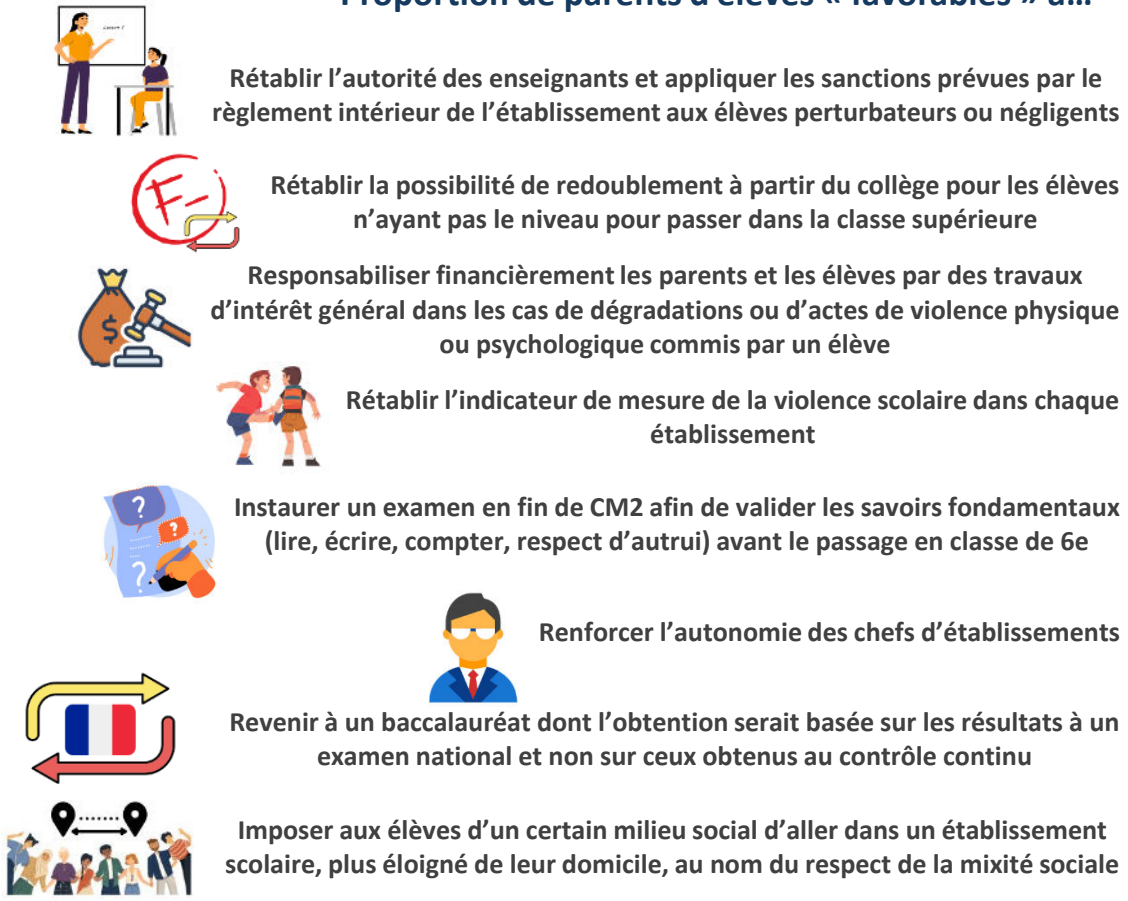 Proportion de parents d'élèves « favorables » à…
Rétablir l'autorité des enseignants et appliquer les sanctions prévues par le
règlement intérieur de l'établissement aux élèves perturbateurs ou négligents
F-
Rétablir la possibilité de redoublement à partir du collège pour les élèves
n'ayant pas le niveau pour passer dans la classe supérieure
Responsabiliser financièrement les parents et les élèves par des travaux
d'intérêt général dans les cas de dégradations ou d'actes de violence physique
ou psychologique commis par un élève
$
Rétablir l'indicateur de mesure de la violence scolaire dans chaque
établissement
Instaurer un examen en fin de CM2 afin de valider les savoirs fondamentaux
(lire, écrire, compter, respect d'autrui) avant le passage en classe de 6e
?
?
?
Renforcer l'autonomie des chefs d'établissements
Revenir à un baccalauréat dont l'obtention serait basée sur les résultats à un
examen national et non sur ceux obtenus au contrôle continu
Imposer aux élèves d'un certain milieu social d'aller dans un établissement
scolaire, plus éloigné de leur domicile, au nom du respect de la mixité sociale